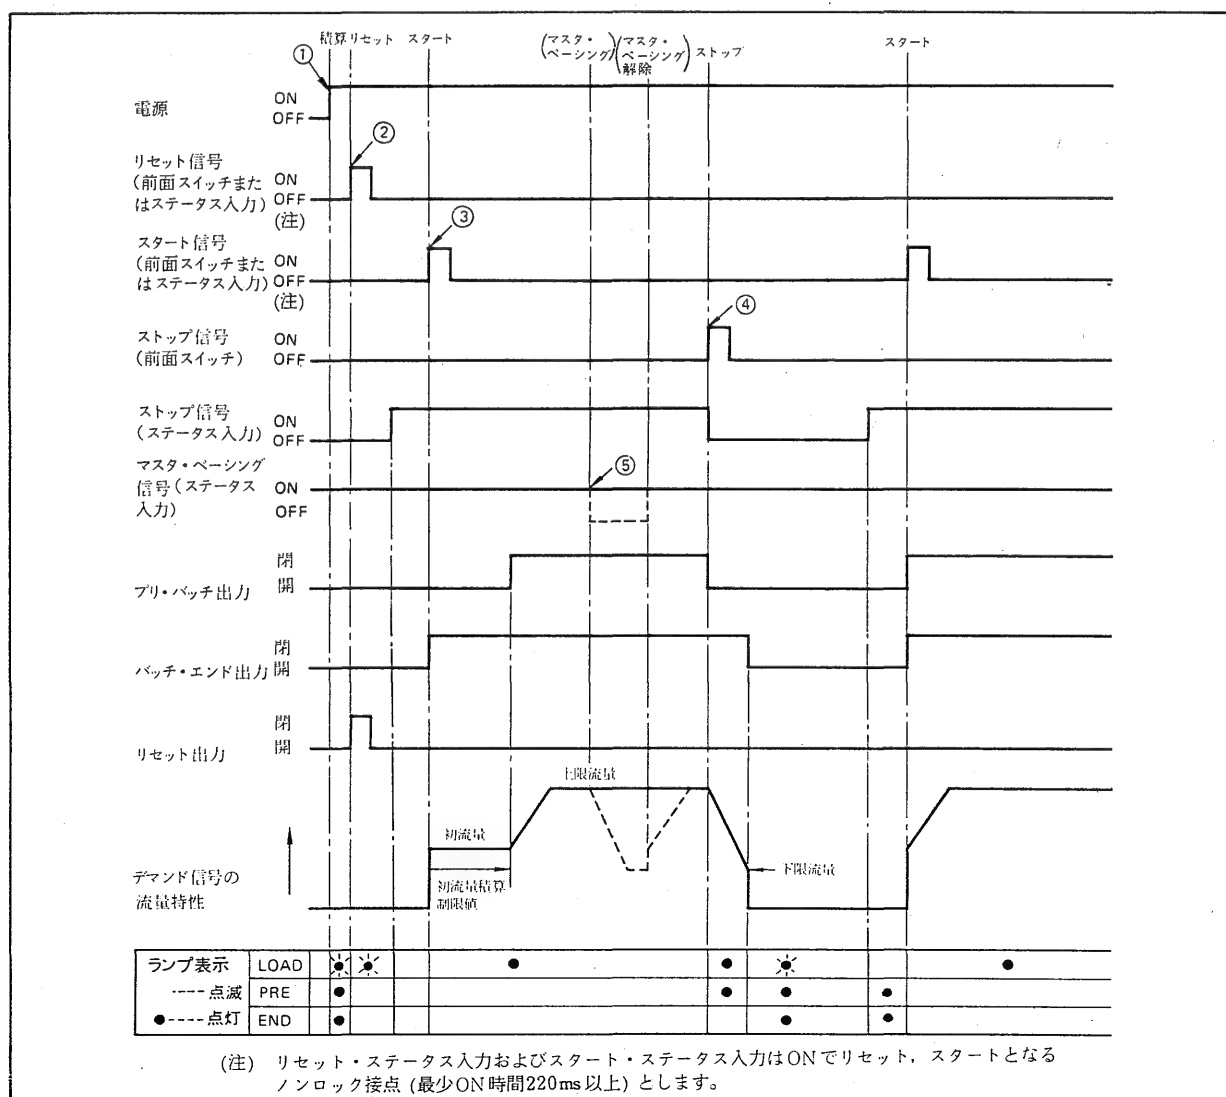 積算リセット スタート (マスタ・ペーシング) (マスタ・ペーシング解除) ストップ スタート
①
電源 ON
OFF
②
リセット信号
(前面スイッチまた ON
はステータス入力) OFF
(注)
③
スタート信号
(前面スイッチまた ON
はステータス入力) OFF
(注)
④
ストップ信号 ON
(前面スイッチ) OFF
ストップ信号 ON
(ステータス入力) OFF
マスタ・ペーシング
⑤
信号(ステータス ON
入力) OFF
閉
プリ・バッチ出力 開
閉
バッチ・エンド出力 開
閉
リセット出力 開
上限流量
初流量
下限流量
デマンド信号の
流量特性
初流量積算
制限値
ランプ表示 LOAD
----点滅 PRE
●----点灯 END
(注) リセット・ステータス入力およびスタート・ステータス入力はONでリセット,スタートとなる
ノンロック接点(最少ON時間220ms以上)とします。